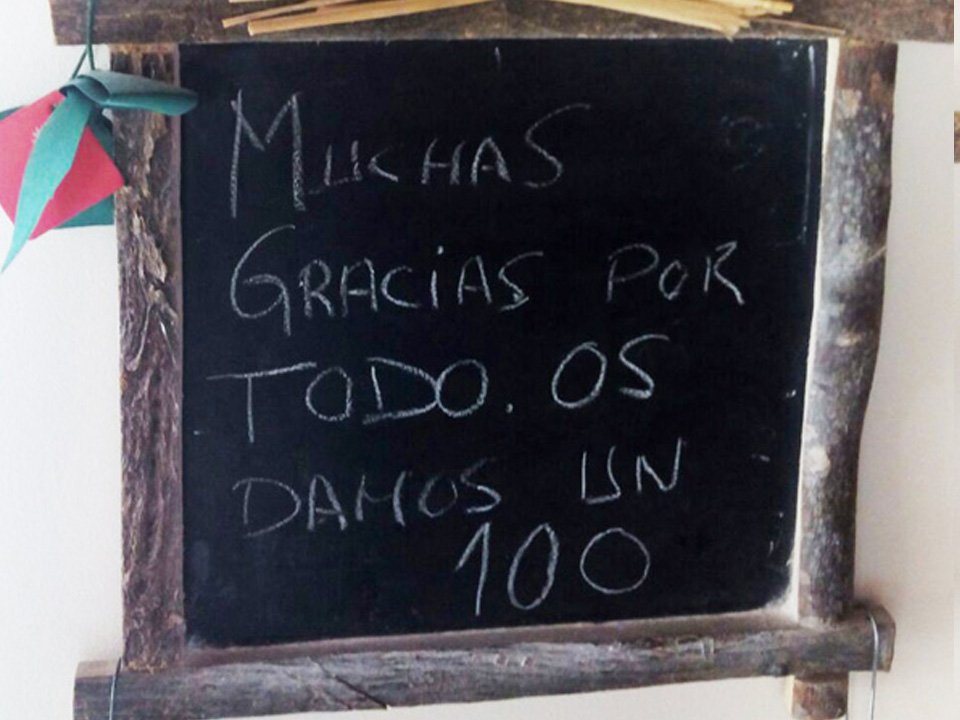 MUCHAS
GRACiAS POR
TODO. OS
DAMOS UN
100